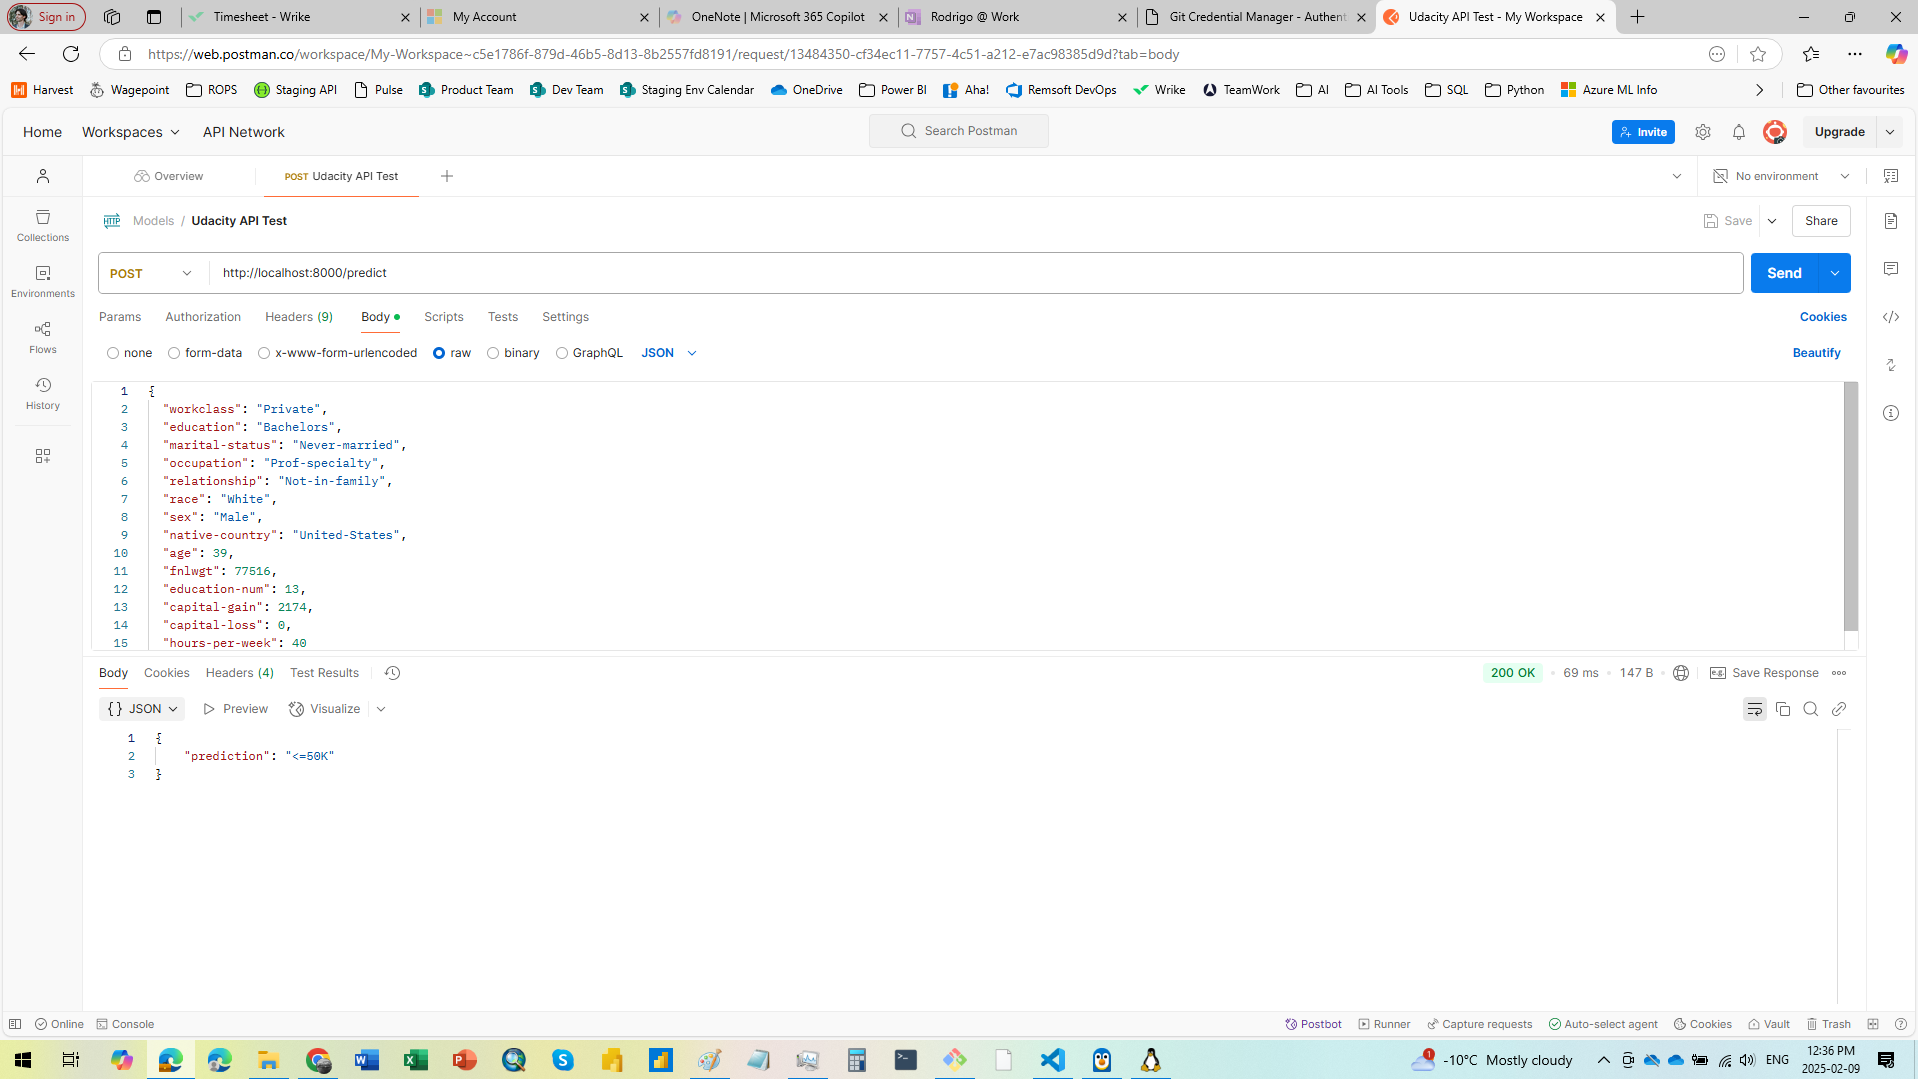 Sign in
Timesheet - Wrike
My Account
OneNote | Microsoft 365 Copilot
Rodrigo @ Work
Git Credential Manager - Authent
Udacity API Test - My Workspace
https://web.postman.co/workspace/My-Workspace~c5e1786f-879d-46b5-8d13-8b2557fd8191/request/13484350-cf34ec11-7757-4c51-a212-e7ac98385d9d?tab=body
Harvest Wagepoint ROPS Staging API Pulse Product Team Dev Team Staging Env Calendar OneDrive Power BI Aha! Remsoft DevOps Wrike TeamWork AI AI Tools SQL Python Azure ML Info Other favourites
Home Workspaces API Network Search Postman Invite Upgrade
Overview POST Udacity API Test No environment
Models / Udacity API Test Save Share
Collections
Environments
Flows
History
POST http://localhost:8000/predict Send
Params Authorization Headers (9) Body Scripts Tests Settings Cookies
none form-data x-www-form-urlencoded raw binary GraphQL JSON Beautify
1 {
2 "workclass": "Private",
3 "education": "Bachelors",
4 "marital-status": "Never-married",
5 "occupation": "Prof-specialty",
6 "relationship": "Not-in-family",
7 "race": "White",
8 "sex": "Male",
9 "native-country": "United-States",
10 "age": 39,
11 "fnlwgt": 77516,
12 "education-num": 13,
13 "capital-gain": 2174,
14 "capital-loss": 0,
15 "hours-per-week": 40
Body Cookies Headers (4) Test Results 200 OK 69 ms 147 B Save Response
{} JSON Preview Visualize
1 {
2 "prediction": "<=50K"
3 }
Online Console Postbot Runner Capture requests Auto-select agent Cookies Vault Trash
1 -10°C Mostly cloudy ENG 12:36 PM
2025-02-09